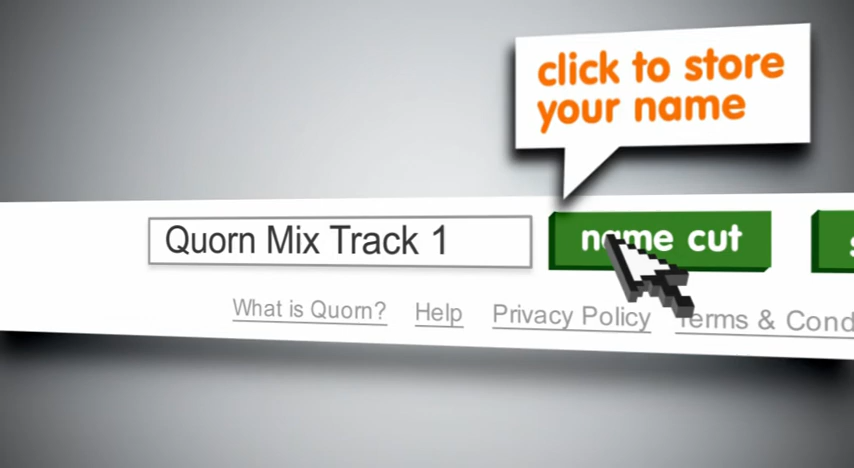 click to store
your name
Quorn Mix Track 1
name cut
What is Quorn? Help Privacy Policy Terms & Cond